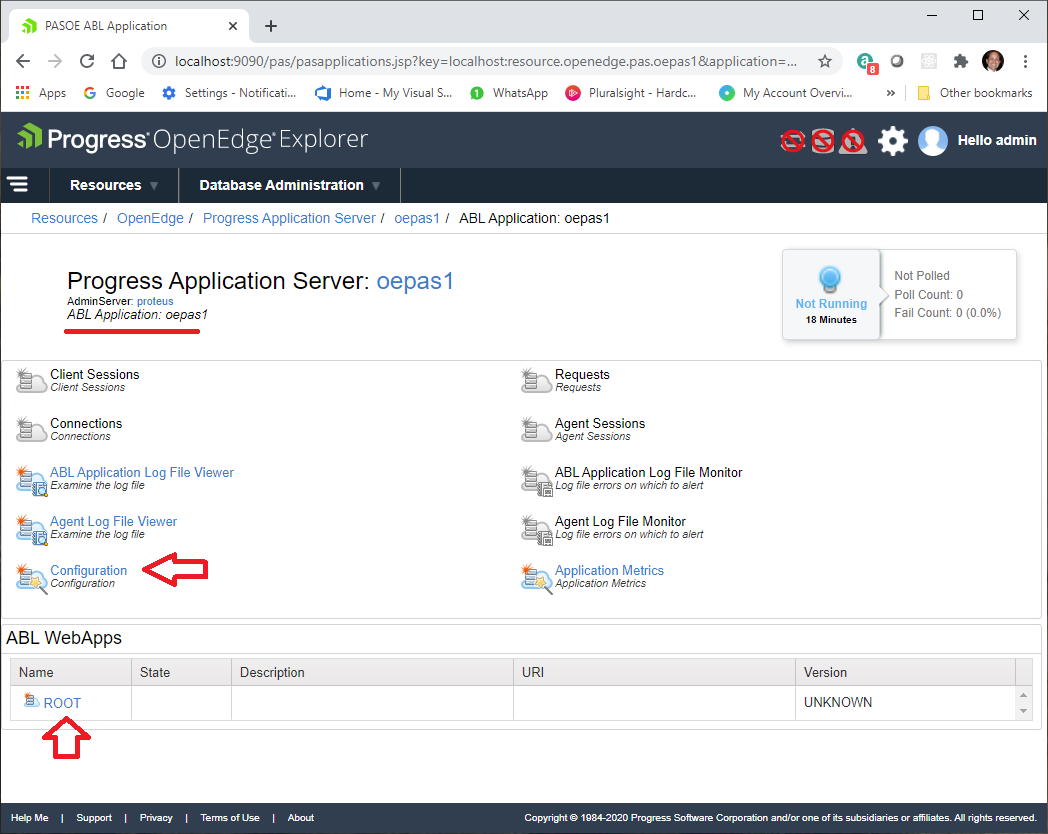 PASOE ABL Application
localhost:9090/pas/pasapplications.jsp?key=localhost:resource.openedge.pas.oepas1&application=...
8
Apps Google Settings - Notificati... Home - My Visual S... 1 WhatsApp Pluralsight - Hardc... My Account Overvi... » Other bookmarks
Progress OpenEdge Explorer
Hello admin
Resources Database Administration
Resources / OpenEdge / Progress Application Server / oepas1 / ABL Application: oepas1
Progress Application Server: oepas1
AdminServer: proteus
ABL Application: oepas1
Not Running
18 Minutes
Not Polled
Poll Count: 0
Fail Count: 0 (0.0%)
Client Sessions
Client Sessions
Requests
Requests
Connections
Connections
Agent Sessions
Agent Sessions
ABL Application Log File Viewer
Examine the log file
ABL Application Log File Monitor
Log file errors on which to alert
Agent Log File Viewer
Examine the log file
Agent Log File Monitor
Log file errors on which to alert
Configuration
Configuration
Application Metrics
Application Metrics
ABL WebApps
Name State Description URI Version
ROOT UNKNOWN
Help Me | Support | Privacy | Terms of Use | About
Copyright © 1984-2020 Progress Software Corporation and/or one of its subsidiaries or affiliates. All rights reserved.